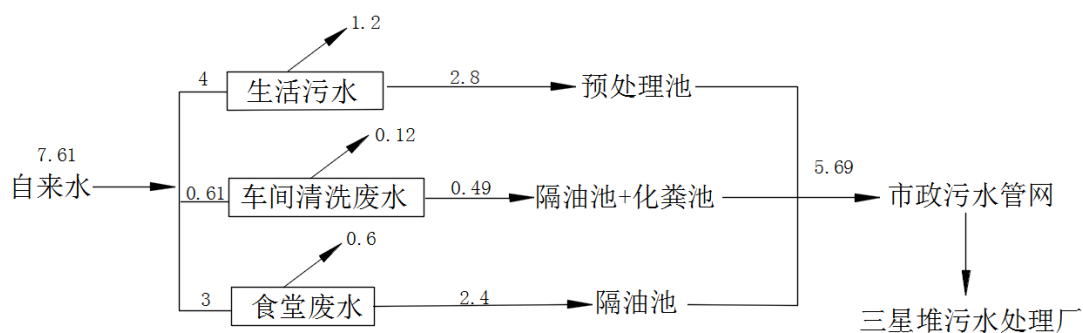 1.2
4
生活污水
2.8
预处理池
7.61
自来水
0.12
0.61
车间清洗废水
0.49
隔油池+化粪池
5.69
市政污水管网
0.6
3
食堂废水
2.4
隔油池
三星堆污水处理厂